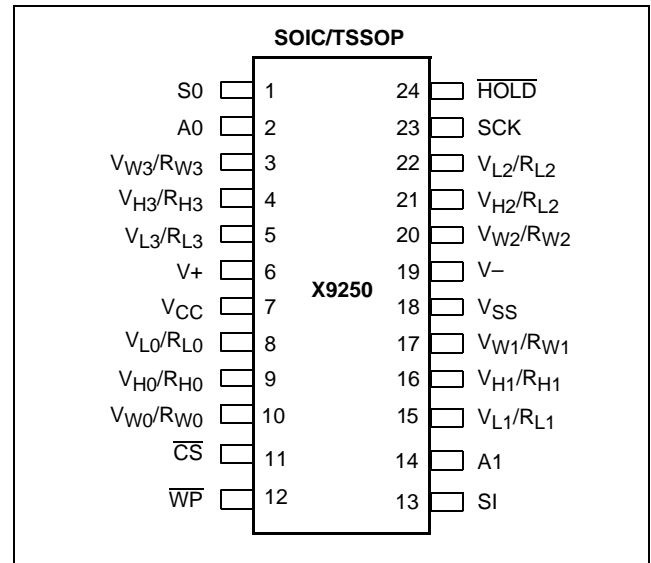 SOIC/TSSOP
S0 1 24 HOLD
A0 2 23 SCK
VW3/RW3 3 22 VL2/RL2
VH3/RH3 4 21 VH2/RL2
VL3/RL3 5 20 VW2/RW2
V+ 6 19 V–
X9250
VCC 7 18 VSS
VL0/RL0 8 17 VW1/RW1
VH0/RH0 9 16 VH1/RH1
VW0/RW0 10 15 VL1/RL1
CS 11 14 A1
WP 12 13 SI